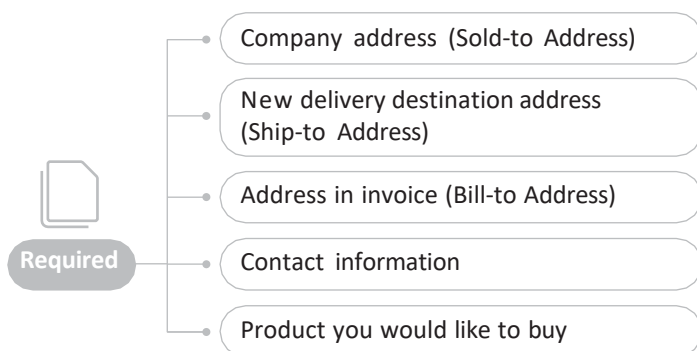 Company address (Sold-to Address)
New delivery destination address
(Ship-to Address)
Address in invoice (Bill-to Address)
Required
Contact information
Product you would like to buy